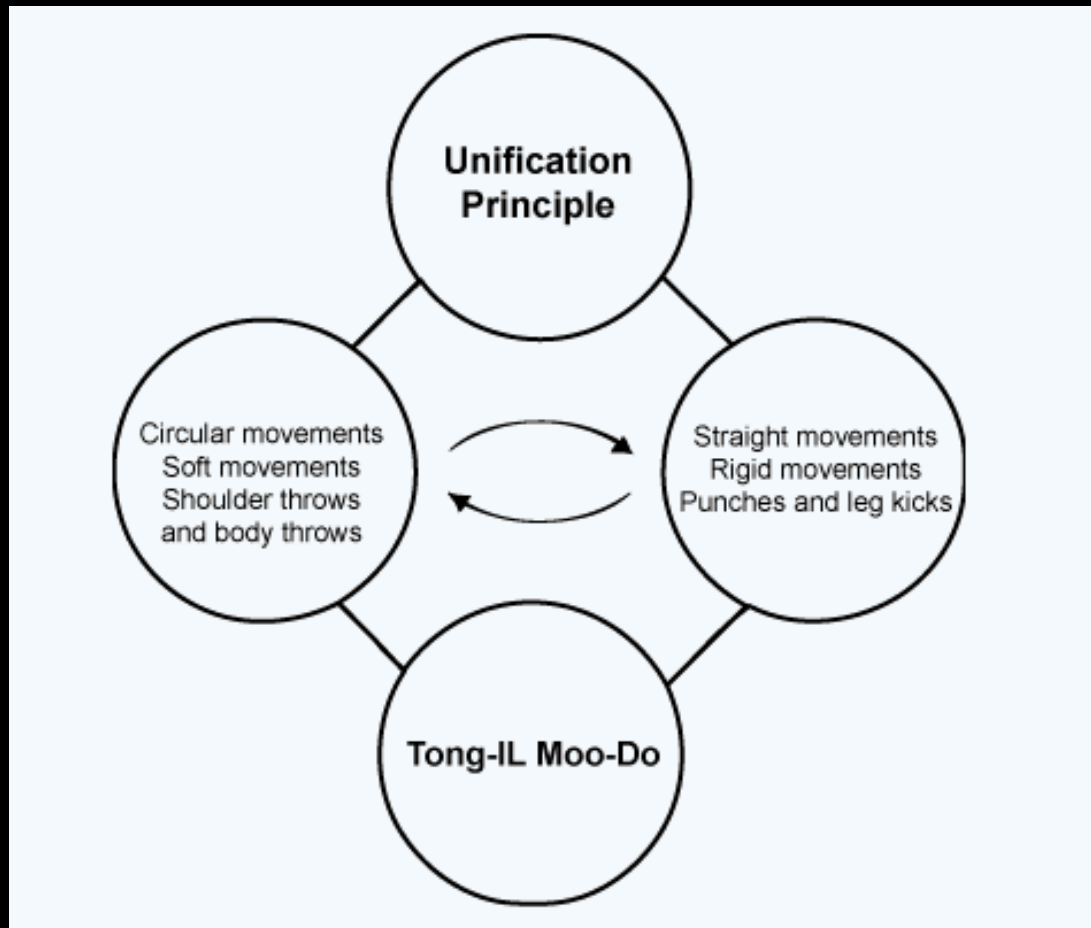 Unification
Principle
Circular movements
Soft movements
Shoulder throws
and body throws
Straight movements
Rigid movements
Punches and leg kicks
Tong-IL Moo-Do